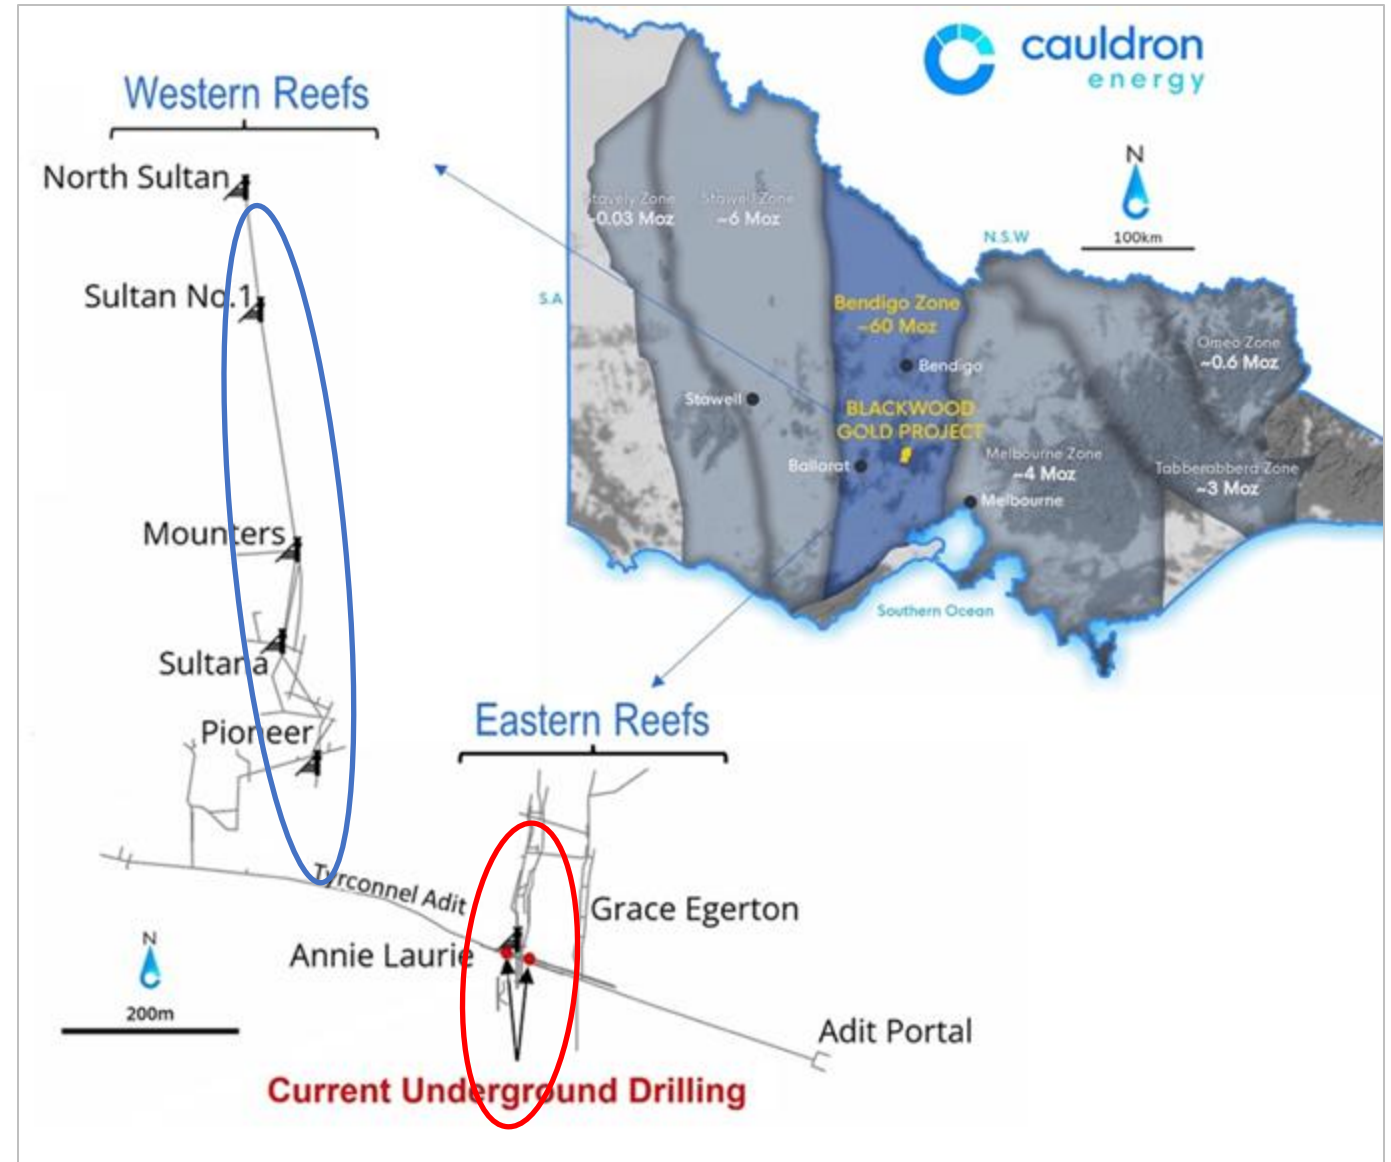 cauldron
energy
Western Reefs
North Sultan
Sultan No.1
Mounters
Sultana
Pioneer
Tyrconnel Adit
Annie Laurie
N
200m
Eastern Reefs
Grace Egerton
Adit Portal
Current Underground Drilling
N
100km
N.S.W
S.A
Stavely Zone
~0.03 Moz
Stawell Zone
~6 Moz
Bendigo Zone
~60 Moz
Bendigo
Stawell
BLACKWOOD
GOLD PROJECT
Ballarat
Melbourne Zone
~4 Moz
Melbourne
Omeo Zone
~0.6 Moz
Tabberabbera Zone
~3 Moz
Southern Ocean